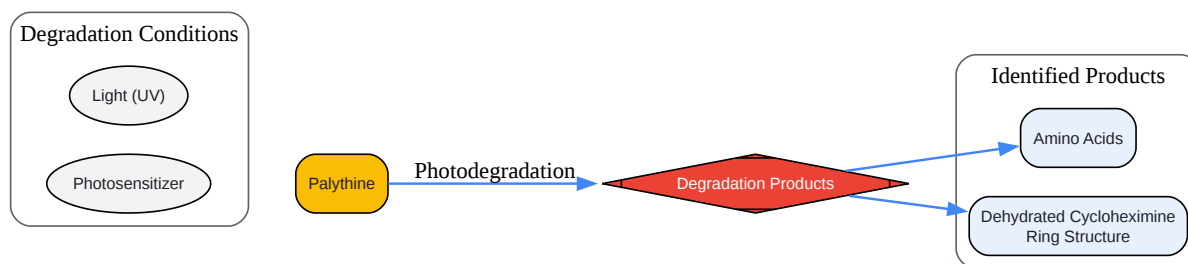 Degradation Conditions
Light (UV)
Photosensitizer
Palythine
Photodegradation
Degradation Products
Identified Products
Amino Acids
Dehydrated Cycloheximine
Ring Structure